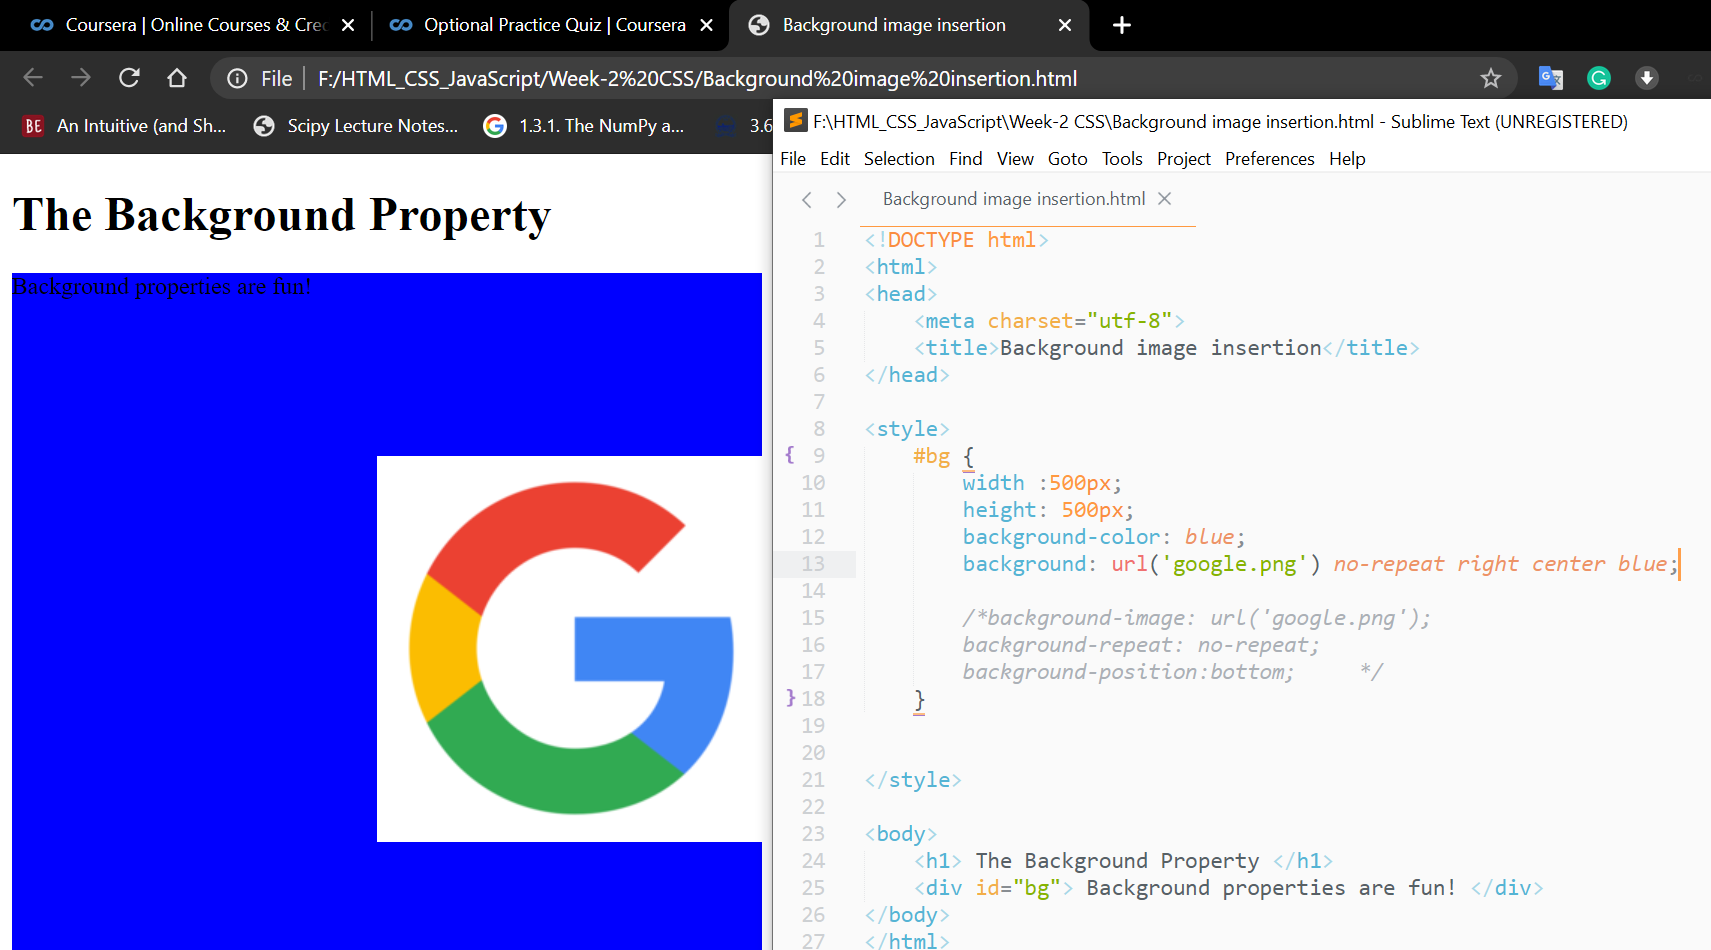 Coursera | Online Courses & Cre
Optional Practice Quiz | Coursera
Background image insertion
File
F:/HTML_CSS_JavaScript/Week-2%20CSS/Background%20image%20insertion.html
BE An Intuitive (and Sh...
Scipy Lecture Notes...
1.3.1. The NumPy a...
3.6
The Background Property
Background properties are fun!
F:\HTML_CSS_JavaScript\Week-2 CSS\Background image insertion.html - Sublime Text (UNREGISTERED)
File Edit Selection Find View Goto Tools Project Preferences Help
Background image insertion.html
1 <!DOCTYPE html>
2 <html>
3 <head>
4 <meta charset="utf-8">
5 <title>Background image insertion</title>
6 </head>
7
8 <style>
{ 9 #bg {
10 width :500px;
11 height: 500px;
12 background-color: blue;
13 background: url('google.png') no-repeat right center blue;
14
15 /*background-image: url('google.png');
16 background-repeat: no-repeat;
17 background-position:bottom; */
} 18 }
19
20
21 </style>
22
23 <body>
24 <h1> The Background Property </h1>
25 <div id="bg"> Background properties are fun! </div>
26 </body>
27 </html>